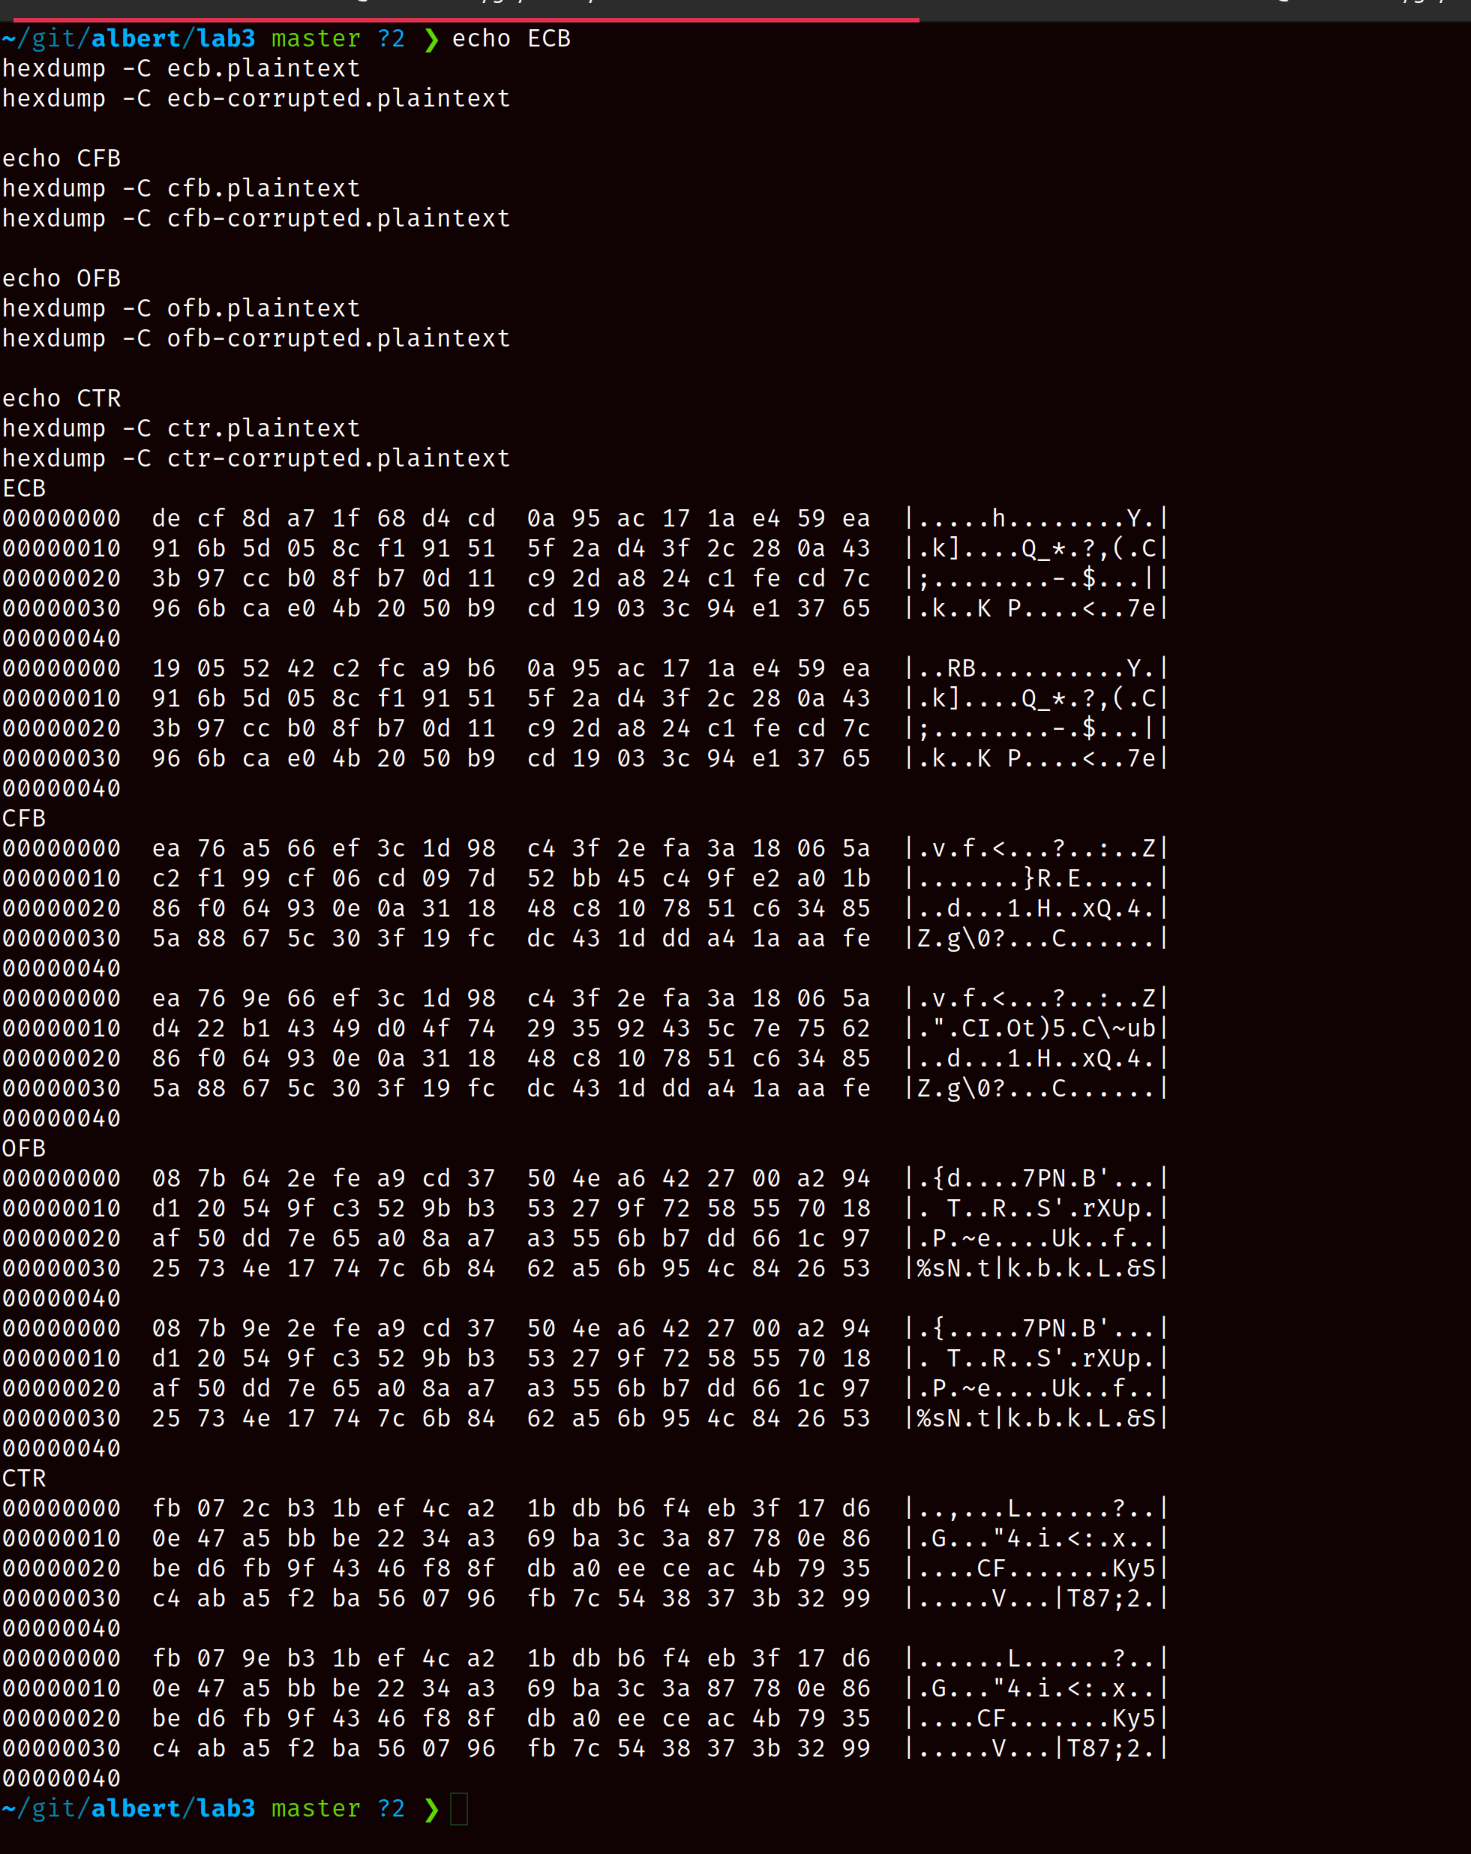 ~/git/albert/lab3 master ?2 ❯ echo ECB
hexdump -C ecb.plaintext
hexdump -C ecb-corrupted.plaintext

echo CFB
hexdump -C cfb.plaintext
hexdump -C cfb-corrupted.plaintext

echo OFB
hexdump -C ofb.plaintext
hexdump -C ofb-corrupted.plaintext

echo CTR
hexdump -C ctr.plaintext
hexdump -C ctr-corrupted.plaintext
ECB
00000000  de cf 8d a7 1f 68 d4 cd  0a 95 ac 17 1a e4 59 ea  |.....h........Y.|
00000010  91 6b 5d 05 8c f1 91 51  5f 2a d4 3f 2c 28 0a 43  |.k]....Q_*.?,(.C|
00000020  3b 97 cc b0 8f b7 0d 11  c9 2d a8 24 c1 fe cd 7c  |;........-.$...||
00000030  96 6b ca e0 4b 20 50 b9  cd 19 03 3c 94 e1 37 65  |.k..K P....<..7e|
00000040
00000000  19 05 52 42 c2 fc a9 b6  0a 95 ac 17 1a e4 59 ea  |..RB..........Y.|
00000010  91 6b 5d 05 8c f1 91 51  5f 2a d4 3f 2c 28 0a 43  |.k]....Q_*.?,(.C|
00000020  3b 97 cc b0 8f b7 0d 11  c9 2d a8 24 c1 fe cd 7c  |;........-.$...||
00000030  96 6b ca e0 4b 20 50 b9  cd 19 03 3c 94 e1 37 65  |.k..K P....<..7e|
00000040
CFB
00000000  ea 76 a5 66 ef 3c 1d 98  c4 3f 2e fa 3a 18 06 5a  |.v.f.<...?..:..Z|
00000010  c2 f1 99 cf 06 cd 09 7d  52 bb 45 c4 9f e2 a0 1b  |.......}R.E.....|
00000020  86 f0 64 93 0e 0a 31 18  48 c8 10 78 51 c6 34 85  |..d...1.H..xQ.4.|
00000030  5a 88 67 5c 30 3f 19 fc  dc 43 1d dd a4 1a aa fe  |Z.g\0?...C......|
00000040
00000000  ea 76 9e 66 ef 3c 1d 98  c4 3f 2e fa 3a 18 06 5a  |.v.f.<...?..:..Z|
00000010  d4 22 b1 43 49 d0 4f 74  29 35 92 43 5c 7e 75 62  |.".CI.Ot)5.C\~ub|
00000020  86 f0 64 93 0e 0a 31 18  48 c8 10 78 51 c6 34 85  |..d...1.H..xQ.4.|
00000030  5a 88 67 5c 30 3f 19 fc  dc 43 1d dd a4 1a aa fe  |Z.g\0?...C......|
00000040
OFB
00000000  08 7b 64 2e fe a9 cd 37  50 4e a6 42 27 00 a2 94  |.{d....7PN.B'...|
00000010  d1 20 54 9f c3 52 9b b3  53 27 9f 72 58 55 70 18  |. T..R..S'.rXUp.|
00000020  af 50 dd 7e 65 a0 8a a7  a3 55 6b b7 dd 66 1c 97  |.P.~e....Uk..f..|
00000030  25 73 4e 17 74 7c 6b 84  62 a5 6b 95 4c 84 26 53  |%sN.t|k.b.k.L.&S|
00000040
00000000  08 7b 9e 2e fe a9 cd 37  50 4e a6 42 27 00 a2 94  |.{.....7PN.B'...|
00000010  d1 20 54 9f c3 52 9b b3  53 27 9f 72 58 55 70 18  |. T..R..S'.rXUp.|
00000020  af 50 dd 7e 65 a0 8a a7  a3 55 6b b7 dd 66 1c 97  |.P.~e....Uk..f..|
00000030  25 73 4e 17 74 7c 6b 84  62 a5 6b 95 4c 84 26 53  |%sN.t|k.b.k.L.&S|
00000040
CTR
00000000  fb 07 2c b3 1b ef 4c a2  1b db b6 f4 eb 3f 17 d6  |..,...L......?..|
00000010  0e 47 a5 bb be 22 34 a3  69 ba 3c 3a 87 78 0e 86  |.G..."4.i.<:.x..|
00000020  be d6 fb 9f 43 46 f8 8f  db a0 ee ce ac 4b 79 35  |....CF.......Ky5|
00000030  c4 ab a5 f2 ba 56 07 96  fb 7c 54 38 37 3b 32 99  |.....V...|T87;2.|
00000040
00000000  fb 07 9e b3 1b ef 4c a2  1b db b6 f4 eb 3f 17 d6  |......L......?..|
00000010  0e 47 a5 bb be 22 34 a3  69 ba 3c 3a 87 78 0e 86  |.G..."4.i.<:.x..|
00000020  be d6 fb 9f 43 46 f8 8f  db a0 ee ce ac 4b 79 35  |....CF.......Ky5|
00000030  c4 ab a5 f2 ba 56 07 96  fb 7c 54 38 37 3b 32 99  |.....V...|T87;2.|
00000040
~/git/albert/lab3 master ?2 ❯